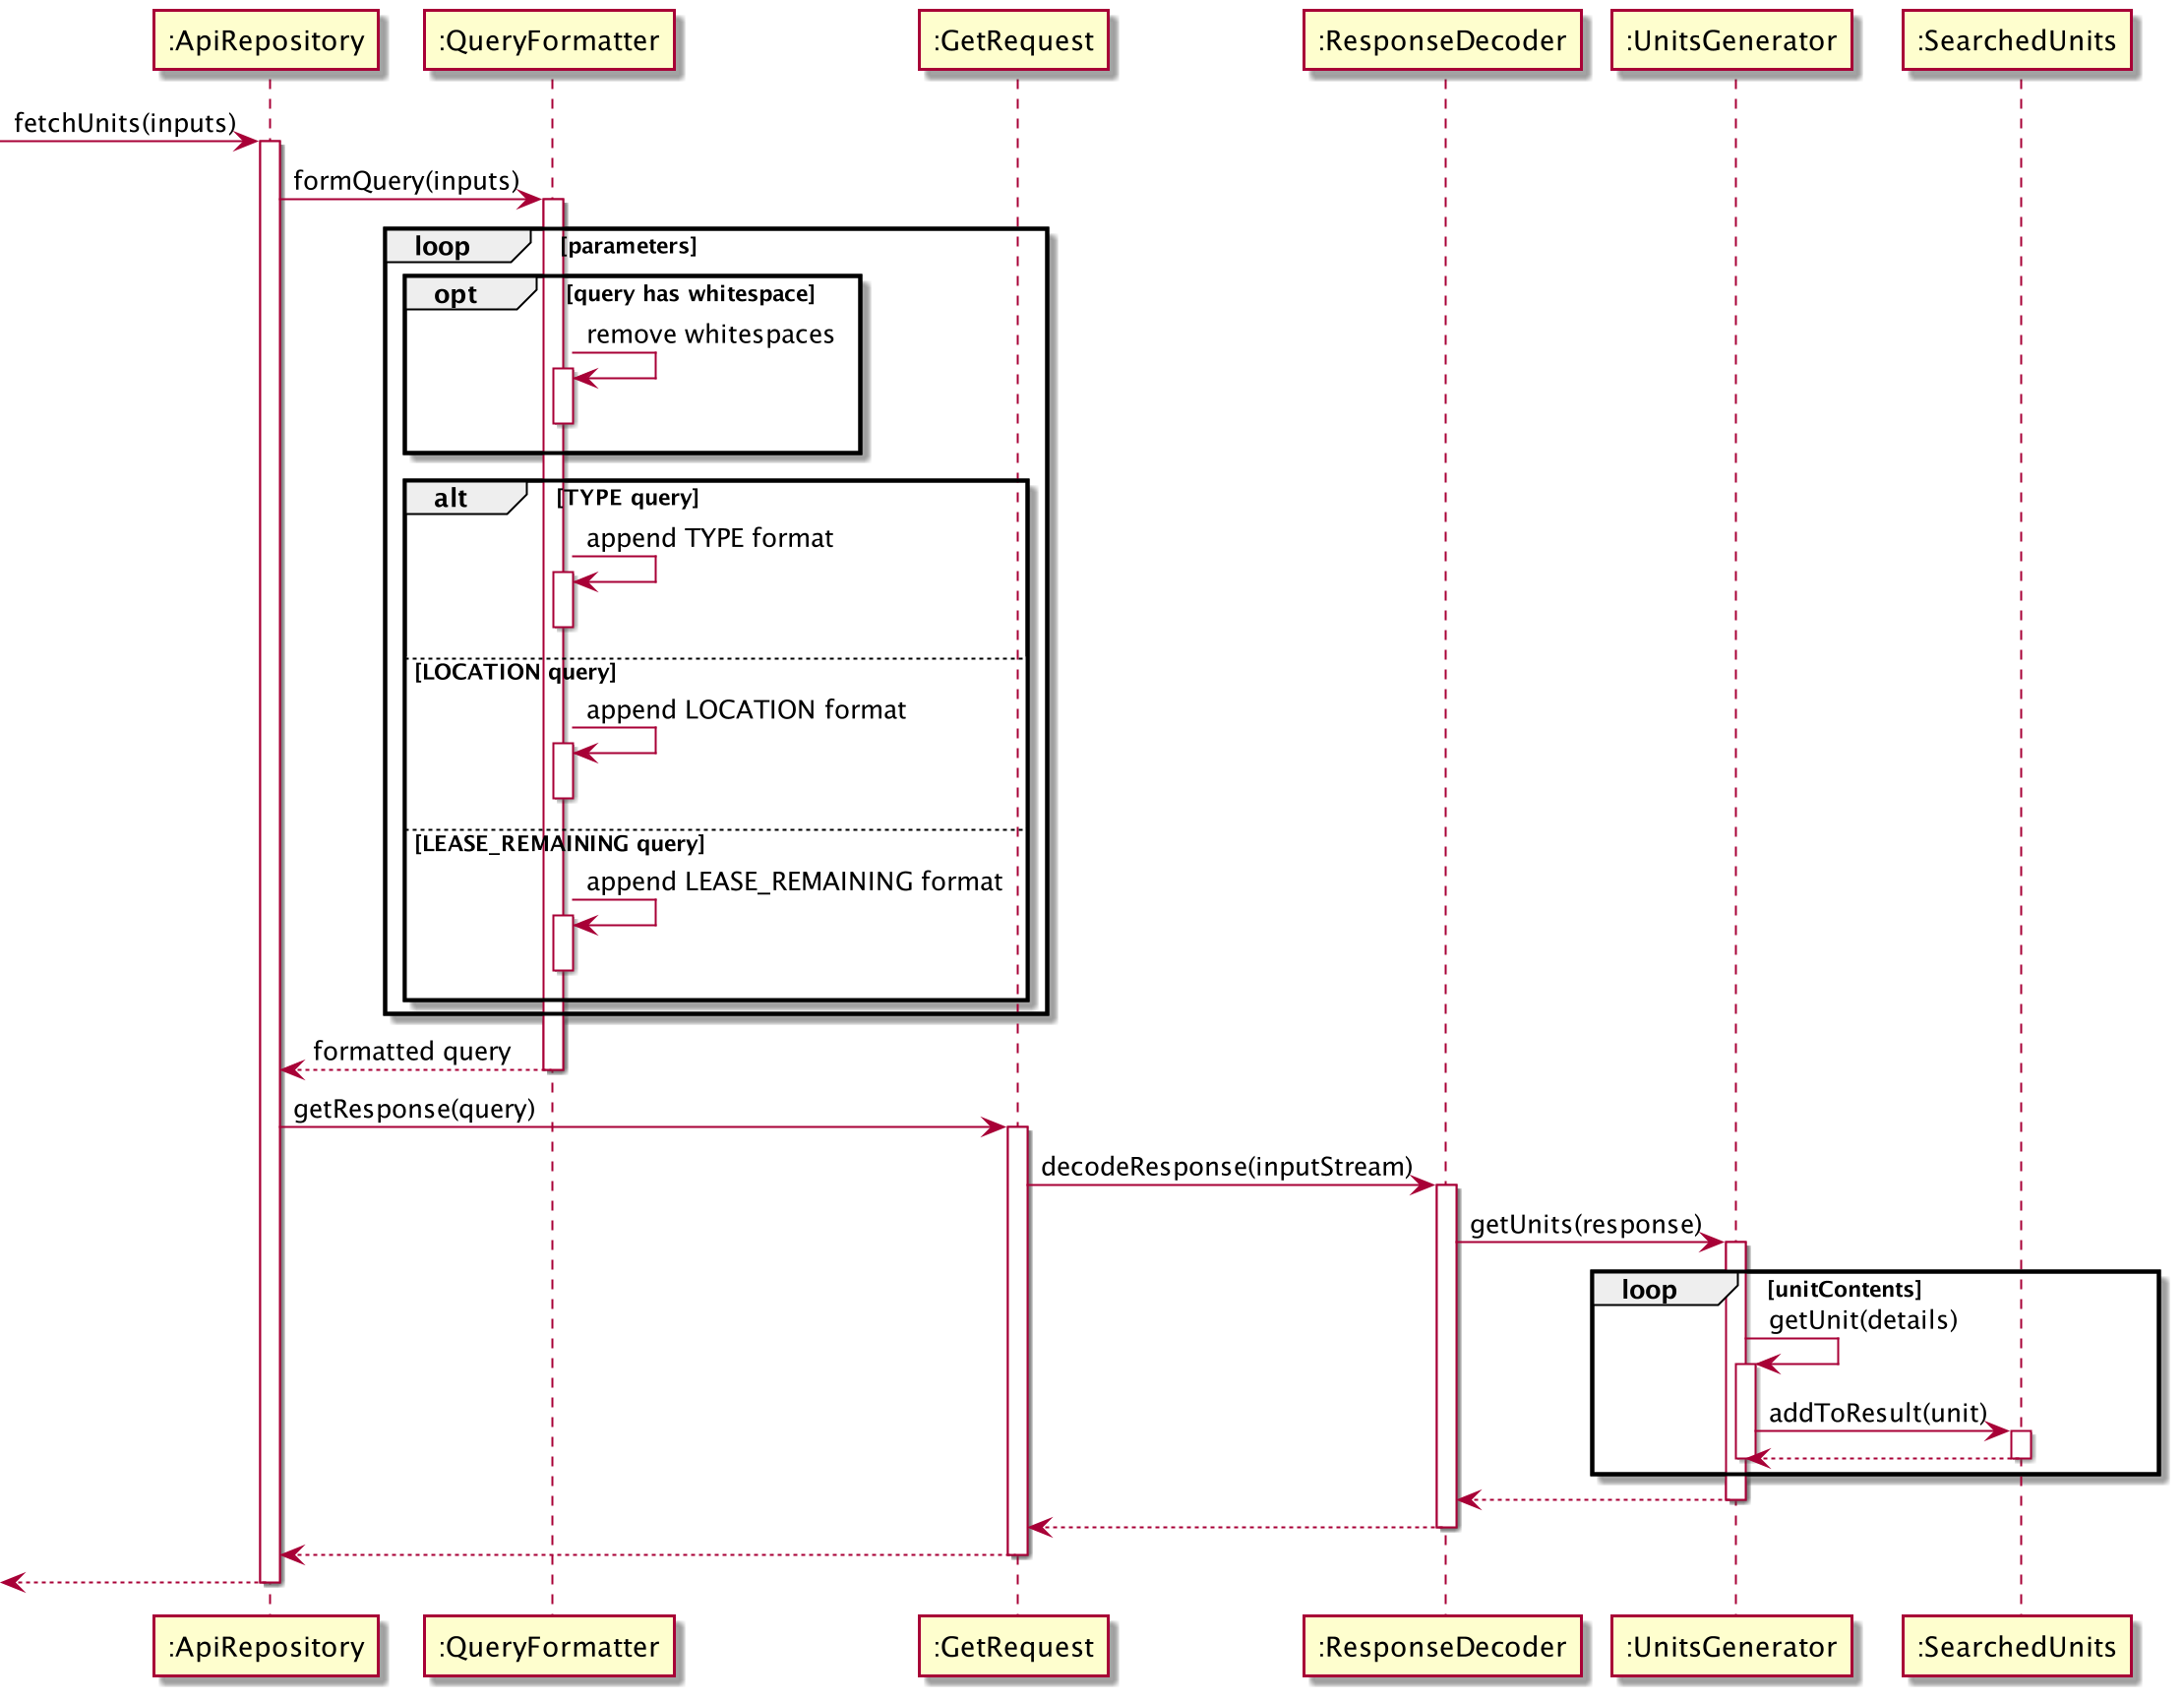 :ApiRepository
:QueryFormatter
:GetRequest
:ResponseDecoder
:UnitsGenerator
:SearchedUnits
fetchUnits(inputs)
formQuery(inputs)
loop
[parameters]
opt
[query has whitespace]
remove whitespaces
alt
[TYPE query]
append TYPE format
[LOCATION query]
append LOCATION format
[LEASE_REMAINING query]
append LEASE_REMAINING format
formatted query
getResponse(query)
decodeResponse(inputStream)
getUnits(response)
loop
[unitContents]
getUnit(details)
addToResult(unit)
:ApiRepository
:QueryFormatter
:GetRequest
:ResponseDecoder
:UnitsGenerator
:SearchedUnits